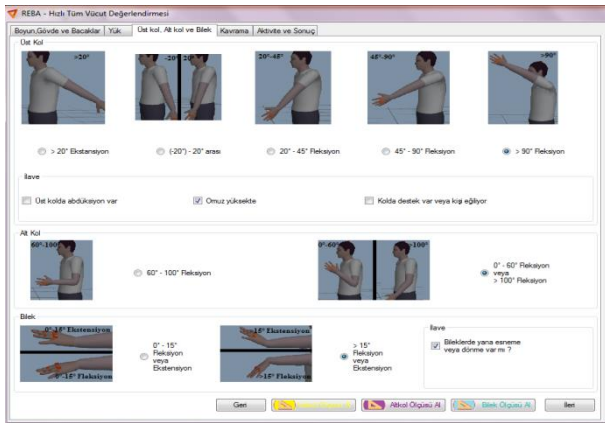 REBA - Hızlı Tüm Vücut Değerlendirmesi
Boyun,Gövde ve Bacaklar Yük Üst kol, Alt kol ve Bilek Kavrama Aktivite ve Sonuç
Üst Kol
>20° -20° 20° 20°-45° 45°-90° >90°
> 20° Ekstansiyon (-20°) - 20° arası 20° - 45° Fleksiyon 45° - 90° Fleksiyon > 90° Fleksiyon
İlave
Üst kolda abdüksiyon var Omuz yüksekte Kolda destek var veya kişi eğiliyor
Alt Kol
60°-100° 0°-60° >100°
60° - 100° Fleksiyon
0° - 60° Fleksiyon
veya
> 100° Fleksiyon
Bilek
0°-15° Ekstansiyon
0°-15° Fleksiyon
0° - 15°
Fleksiyon
veya
Ekstensiyon
>15° Ekstansiyon
>15° Fleksiyon
> 15°
Fleksiyon
veya
Ekstensiyon
İlave
Bileklerde yana esneme
veya dönme var mı ?
Geri Altkol Ölçüsü Al Bilek Ölçüsü Al İleri